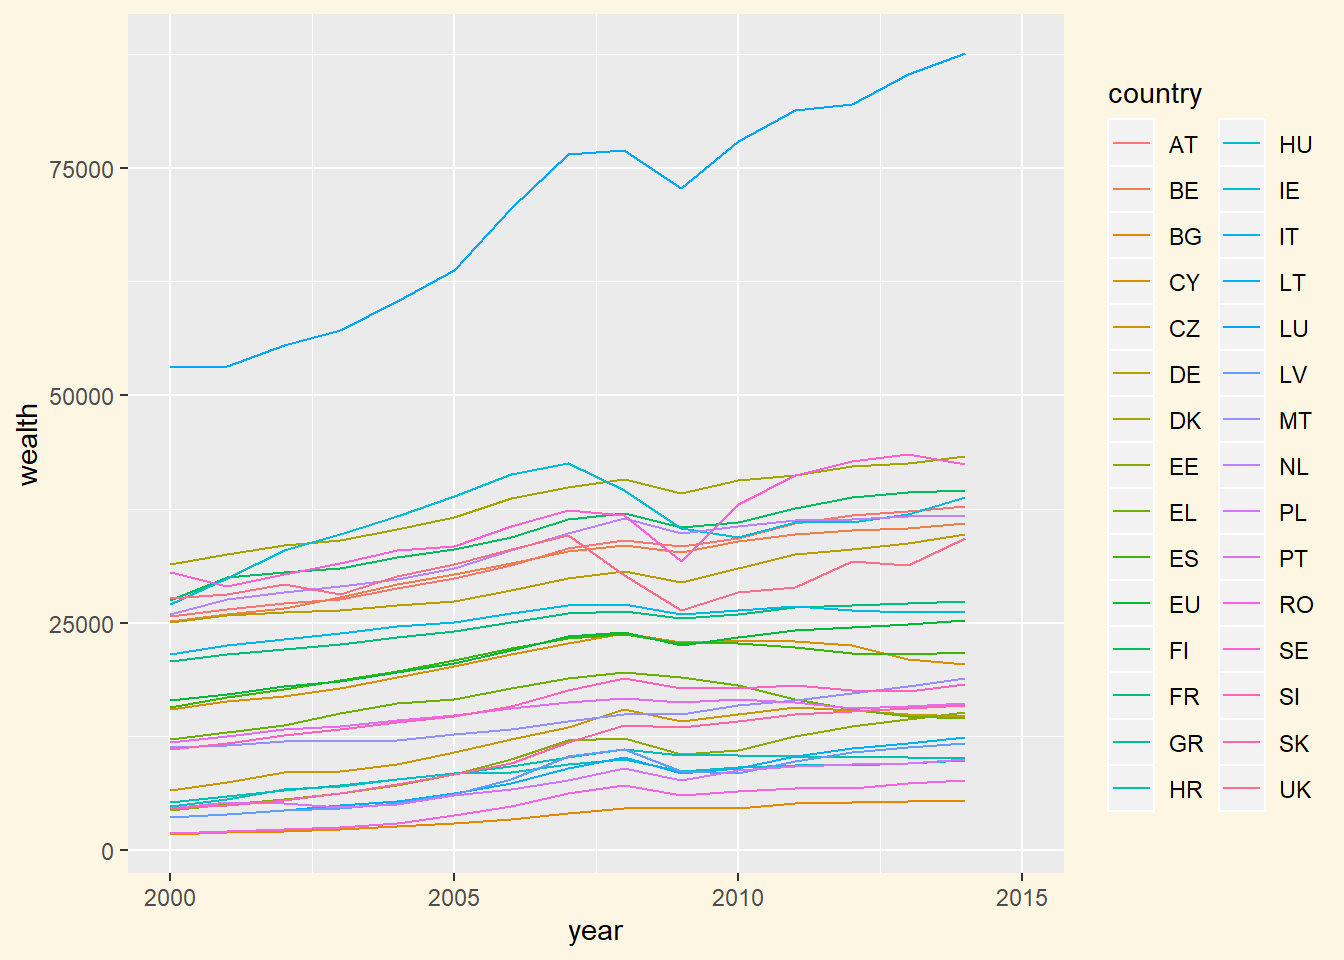 wealth
75000
50000
25000
0
2000 2005 2010 2015
year
country
AT HU
BE IE
BG IT
CY LT
CZ LU
DE LV
DK MT
EE NL
EL PL
ES PT
EU RO
FI SE
FR SI
GR SK
HR UK